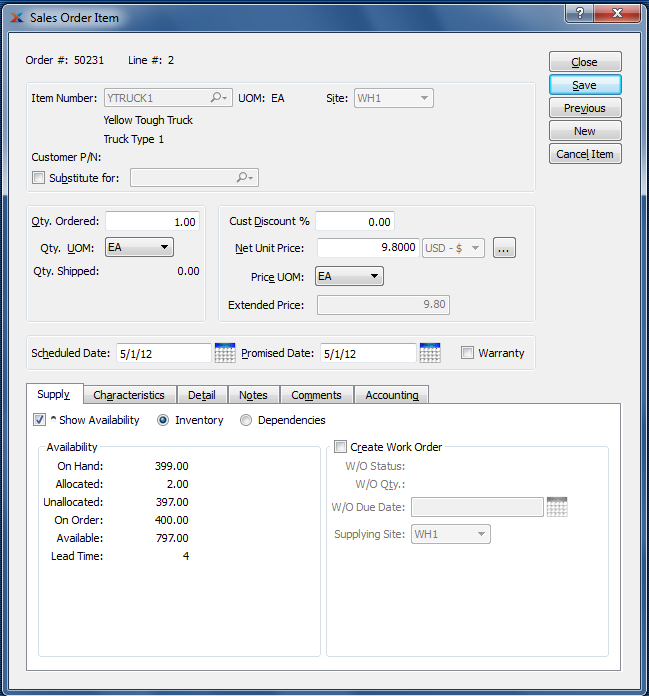 Sales Order Item
?
X
Order #: 50231 Line #: 2
Close
Save
Previous
New
Cancel Item
Item Number: YTRUCK1 UOM: EA Site: WH1
Yellow Tough Truck
Truck Type 1
Customer P/N:
Substitute for:
Qty. Ordered: 1.00
Qty. UOM: EA
Qty. Shipped: 0.00
Cust Discount % 0.00
Net Unit Price: 9.8000 USD - $ ...
Price UOM: EA
Extended Price: 9.80
Scheduled Date: 5/1/12 Promised Date: 5/1/12 Warranty
Supply Characteristics Detail Notes Comments Accounting
* Show Availability Inventory Dependencies
Availability
On Hand: 399.00
Allocated: 2.00
Unallocated: 397.00
On Order: 400.00
Available: 797.00
Lead Time: 4
Create Work Order
W/O Status:
W/O Qty.:
W/O Due Date:
Supplying Site: WH1